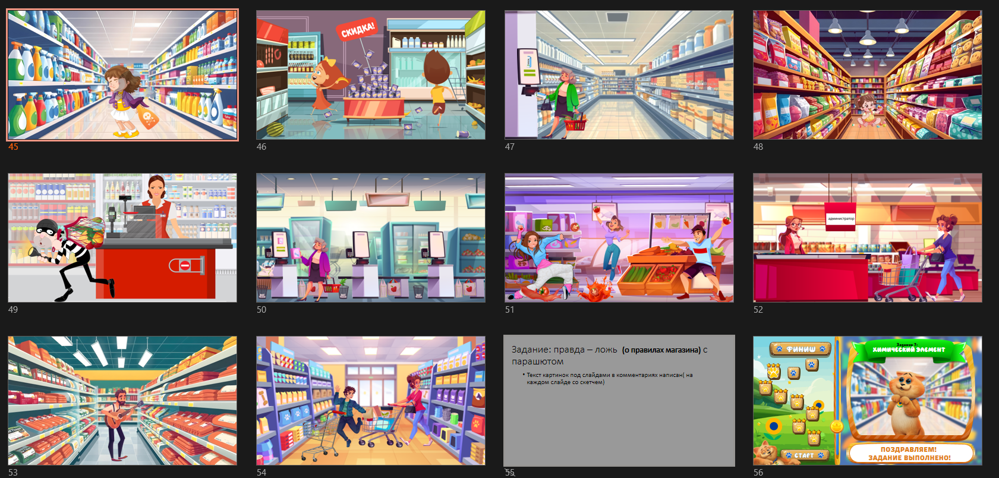 СКИДКА!
45
46
47
48
администратор
49
50
51
52
Задание: правда – ложь (о правилах магазина) с
парашютом
• Текст картинок под слайдами в комментариях написан( на
каждом слайде со скетчем)
ФИНИШ
Задание 7:
ХИМИЧЕСКИЙ ЭЛЕМЕНТ
СТАРТ
ПОЗДРАВЛЯЕМ!
ЗАДАНИЕ ВЫПОЛНЕНО!
53
54
55
56